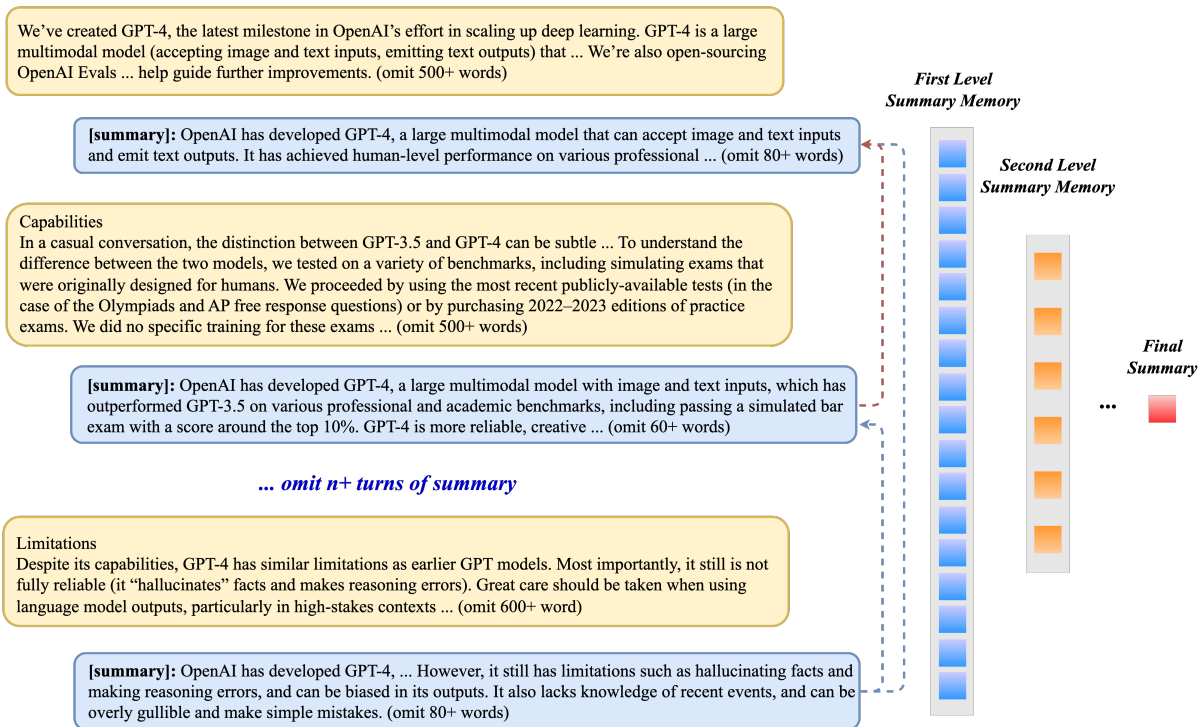 We've created GPT-4, the latest milestone in OpenAI's effort in scaling up deep learning. GPT-4 is a large
multimodal model (accepting image and text inputs, emitting text outputs) that ... We're also open-sourcing
OpenAI Evals ... help guide further improvements. (omit 500+ words)
[summary]: OpenAI has developed GPT-4, a large multimodal model that can accept image and text inputs
and emit text outputs. It has achieved human-level performance on various professional ... (omit 80+ words)
Capabilities
In a casual conversation, the distinction between GPT-3.5 and GPT-4 can be subtle ... To understand the
difference between the two models, we tested on a variety of benchmarks, including simulating exams that
were originally designed for humans. We proceeded by using the most recent publicly-available tests (in the
case of the Olympiads and AP free response questions) or by purchasing 2022–2023 editions of practice
exams. We did no specific training for these exams ... (omit 500+ words)
[summary]: OpenAI has developed GPT-4, a large multimodal model with image and text inputs, which has
outperformed GPT-3.5 on various professional and academic benchmarks, including passing a simulated bar
exam with a score around the top 10%. GPT-4 is more reliable, creative ... (omit 60+ words)
... omit n+ turns of summary
Limitations
Despite its capabilities, GPT-4 has similar limitations as earlier GPT models. Most importantly, it still is not
fully reliable (it “hallucinates” facts and makes reasoning errors). Great care should be taken when using
language model outputs, particularly in high-stakes contexts ... (omit 600+ word)
[summary]: OpenAI has developed GPT-4, ... However, it still has limitations such as hallucinating facts and
making reasoning errors, and can be biased in its outputs. It also lacks knowledge of recent events, and can be
overly gullible and make simple mistakes. (omit 80+ words)
First Level
Summary Memory
Second Level
Summary Memory
...
Final
Summary